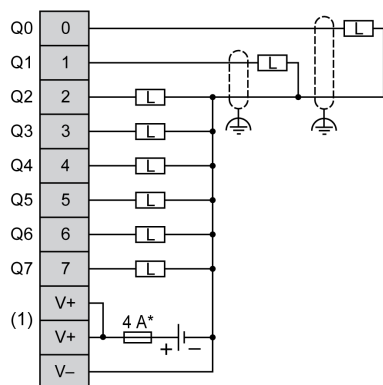 Q0 0 L
Q1 1 L
Q2 2 L
Q3 3 L
Q4 4 L
Q5 5 L
Q6 6 L
Q7 7 L
V+
(1) V+ 4 A* + −
V−